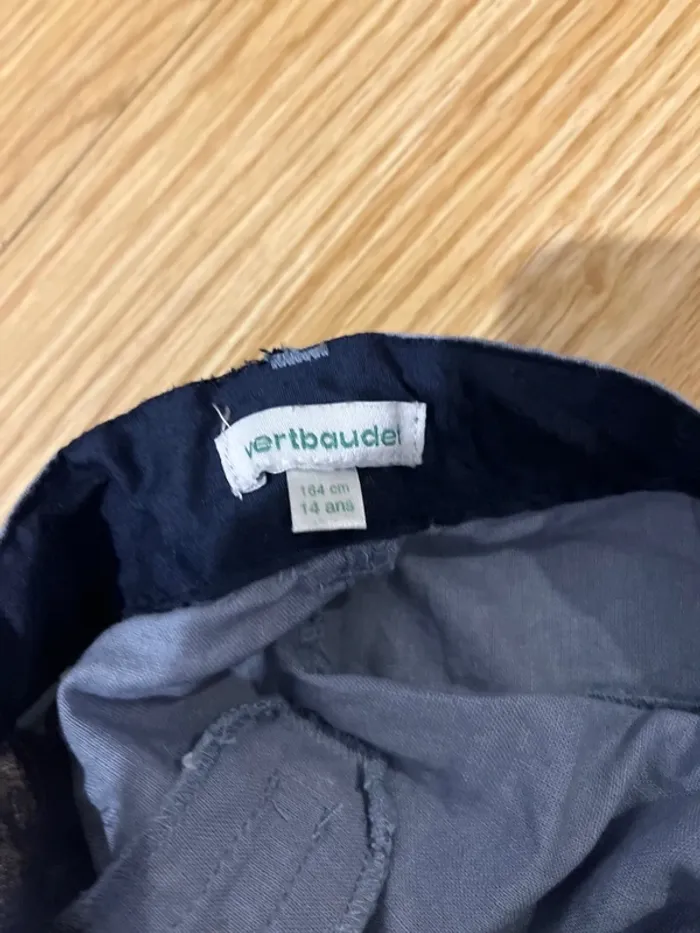 vertbaudet
164 cm
14 ans